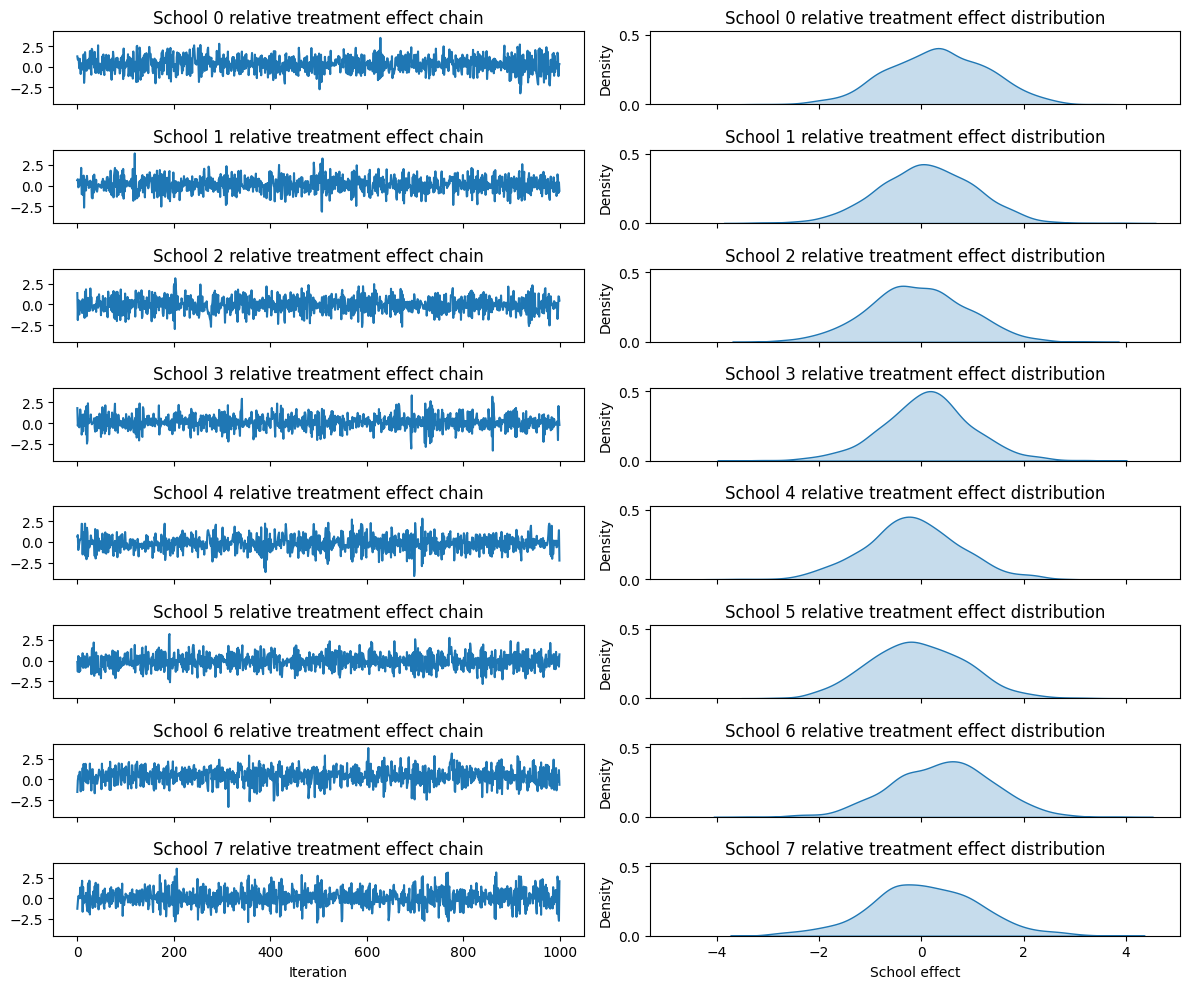 School 0 relative treatment effect chain
2.5
0.0
−2.5
School 0 relative treatment effect distribution
0.5
0.0
Density
School 1 relative treatment effect chain
2.5
0.0
−2.5
School 1 relative treatment effect distribution
0.5
0.0
Density
School 2 relative treatment effect chain
2.5
0.0
−2.5
School 2 relative treatment effect distribution
0.5
0.0
Density
School 3 relative treatment effect chain
2.5
0.0
−2.5
School 3 relative treatment effect distribution
0.5
0.0
Density
School 4 relative treatment effect chain
2.5
0.0
−2.5
School 4 relative treatment effect distribution
0.5
0.0
Density
School 5 relative treatment effect chain
2.5
0.0
−2.5
School 5 relative treatment effect distribution
0.5
0.0
Density
School 6 relative treatment effect chain
2.5
0.0
−2.5
School 6 relative treatment effect distribution
0.5
0.0
Density
School 7 relative treatment effect chain
2.5
0.0
−2.5
0 200 400 600 800 1000
Iteration
School 7 relative treatment effect distribution
0.5
0.0
Density
−4 −2 0 2 4
School effect